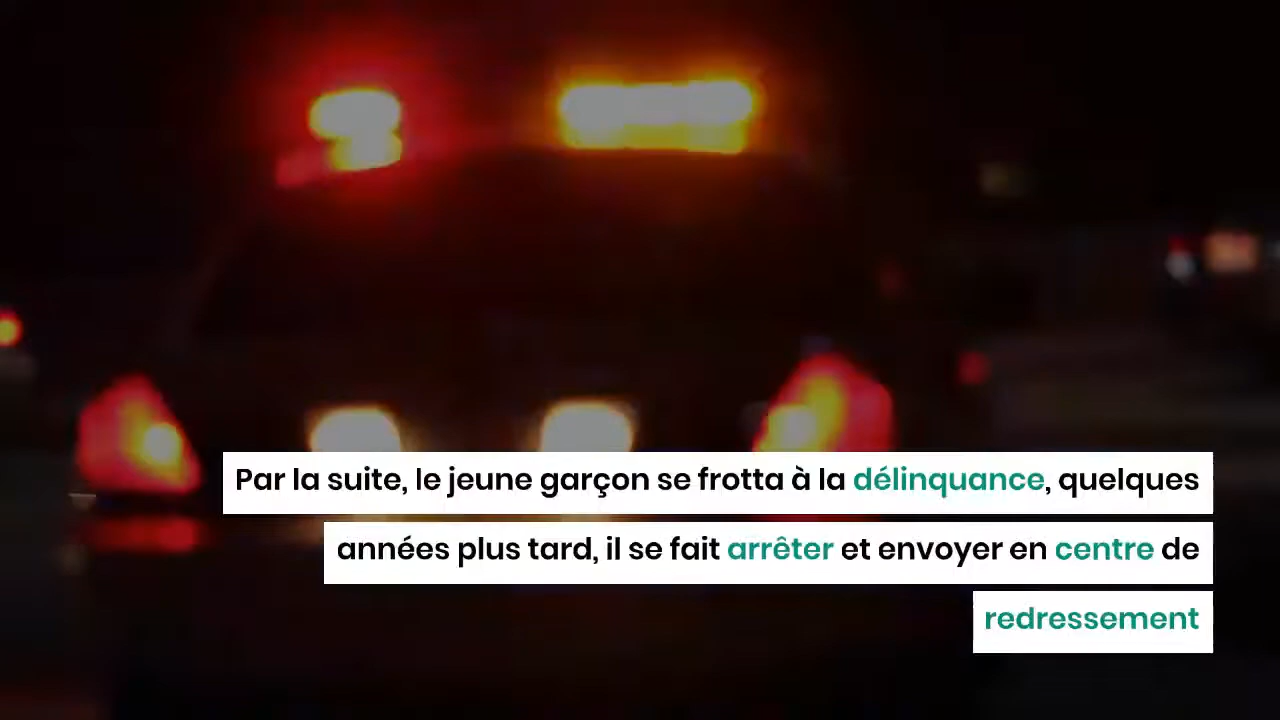 Par la suite, le jeune garçon se frotta à la délinquance, quelques
années plus tard, il se fait arrêter et envoyer en centre de
redressement